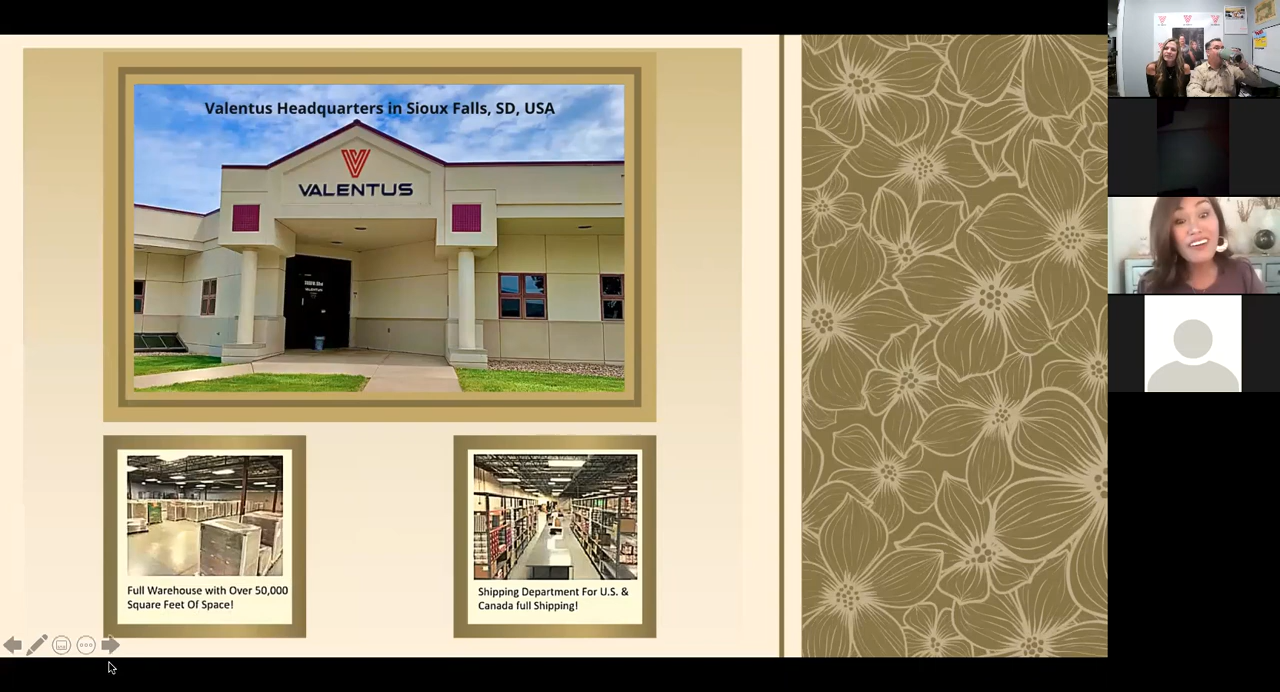 Valentus Headquarters in Sioux Falls, SD, USA
VALENTUS
Full Warehouse with Over 50,000
Square Feet Of Space!
Shipping Department For U.S. &
Canada full Shipping!